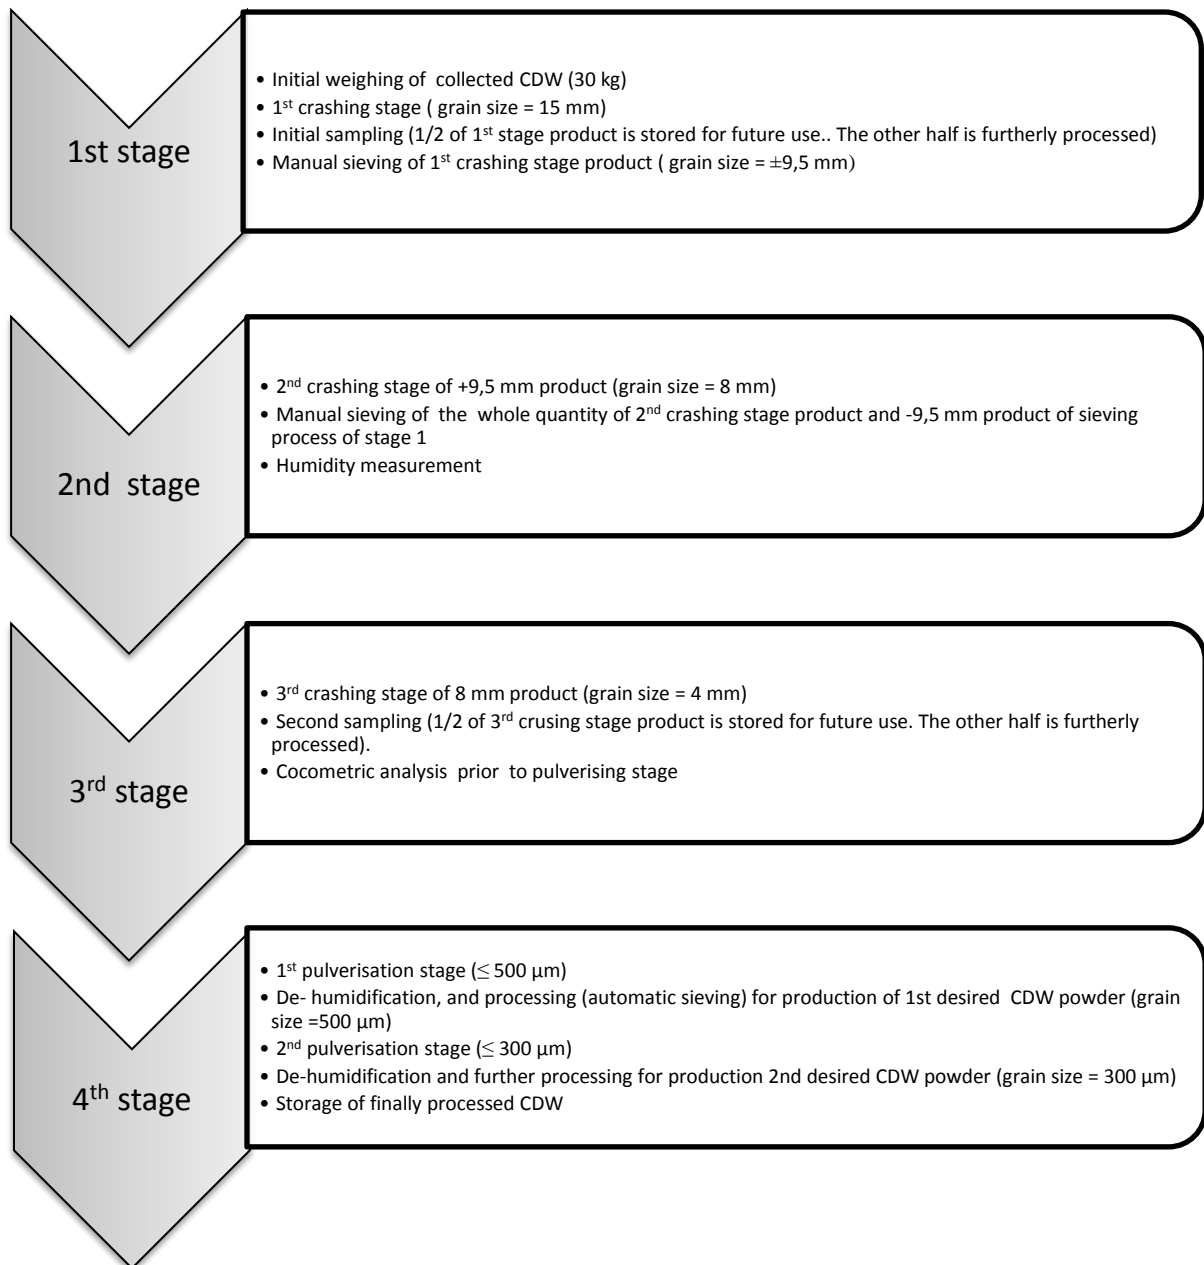 1st stage
• Initial weighing of collected CDW (30 kg)
• 1st crashing stage ( grain size = 15 mm)
• Initial sampling (1/2 of 1st stage product is stored for future use.. The other half is furtherly processed)
• Manual sieving of 1st crashing stage product ( grain size = ±9,5 mm)
2nd stage
• 2nd crashing stage of +9,5 mm product (grain size = 8 mm)
• Manual sieving of the whole quantity of 2nd crashing stage product and -9,5 mm product of sieving
process of stage 1
• Humidity measurement
3rd stage
• 3rd crashing stage of 8 mm product (grain size = 4 mm)
• Second sampling (1/2 of 3rd crusing stage product is stored for future use. The other half is furtherly
processed).
• Cocometric analysis prior to pulverising stage
4th stage
• 1st pulverisation stage (≤ 500 μm)
• De- humidification, and processing (automatic sieving) for production of 1st desired CDW powder (grain
size =500 μm)
• 2nd pulverisation stage (≤ 300 μm)
• De-humidification and further processing for production 2nd desired CDW powder (grain size = 300 μm)
• Storage of finally processed CDW